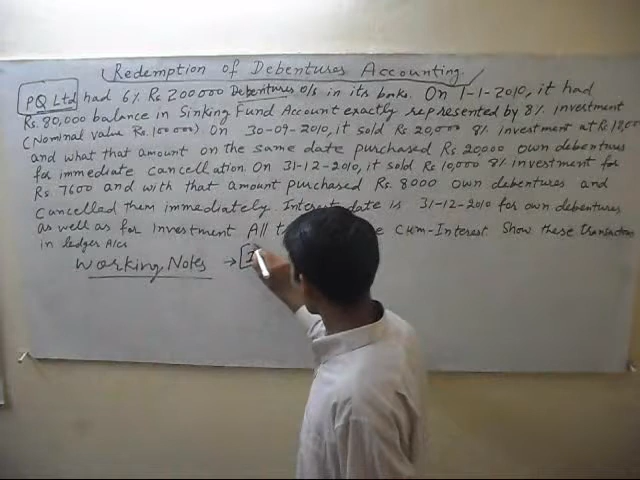 Redemption of Debentures Accounting
PQ Ltd had 6% Rs. 200000 Debentures o/s in its books. On 1-1-2010, it had
Rs. 80,000 balance in Sinking Fund Account exactly represented by 8% investment
(Nominal value Rs. 100000) On 30-09-2010, it sold Rs 20,000 8% investment at Rs
and what that amount on the same date purchased Rs. 20000 own debentures
for immediate cancellation. On 31-12-2010, it sold Rs 10,000 8% investment for
Rs. 7600 and with that amount purchased Rs. 8000 own debentures and
Cancelled them immediately. Interest date is 31-12-2010 for own debentures
as well as for Investment All Cum-Interest Show these transaction
in ledger A/cs
Working Notes →